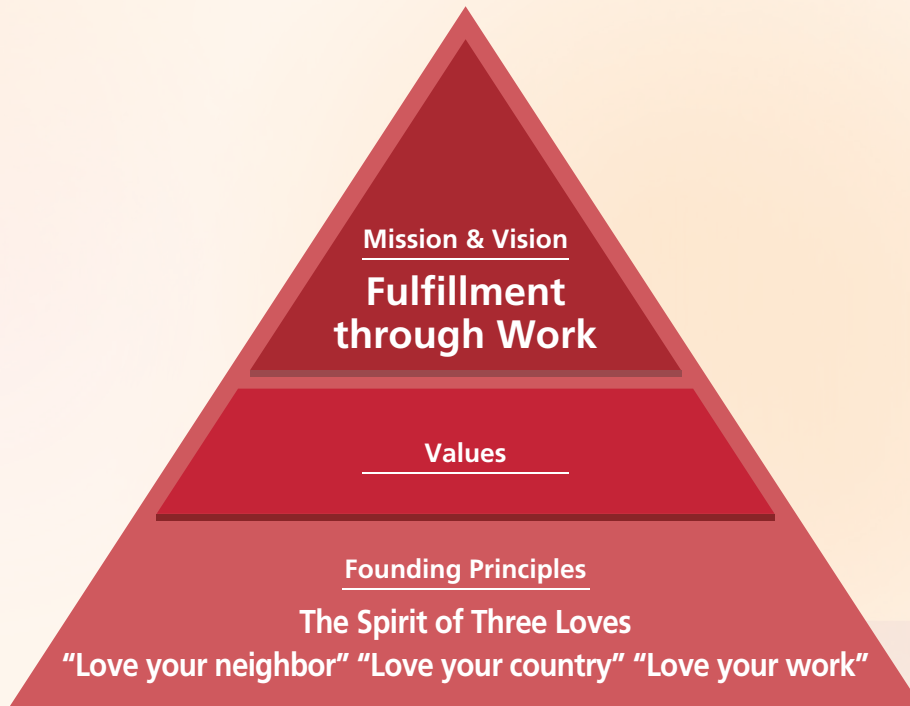 Mission & Vision
Fulfillment
through Work
Values
Founding Principles
The Spirit of Three Loves
“Love your neighbor” “Love your country” “Love your work”